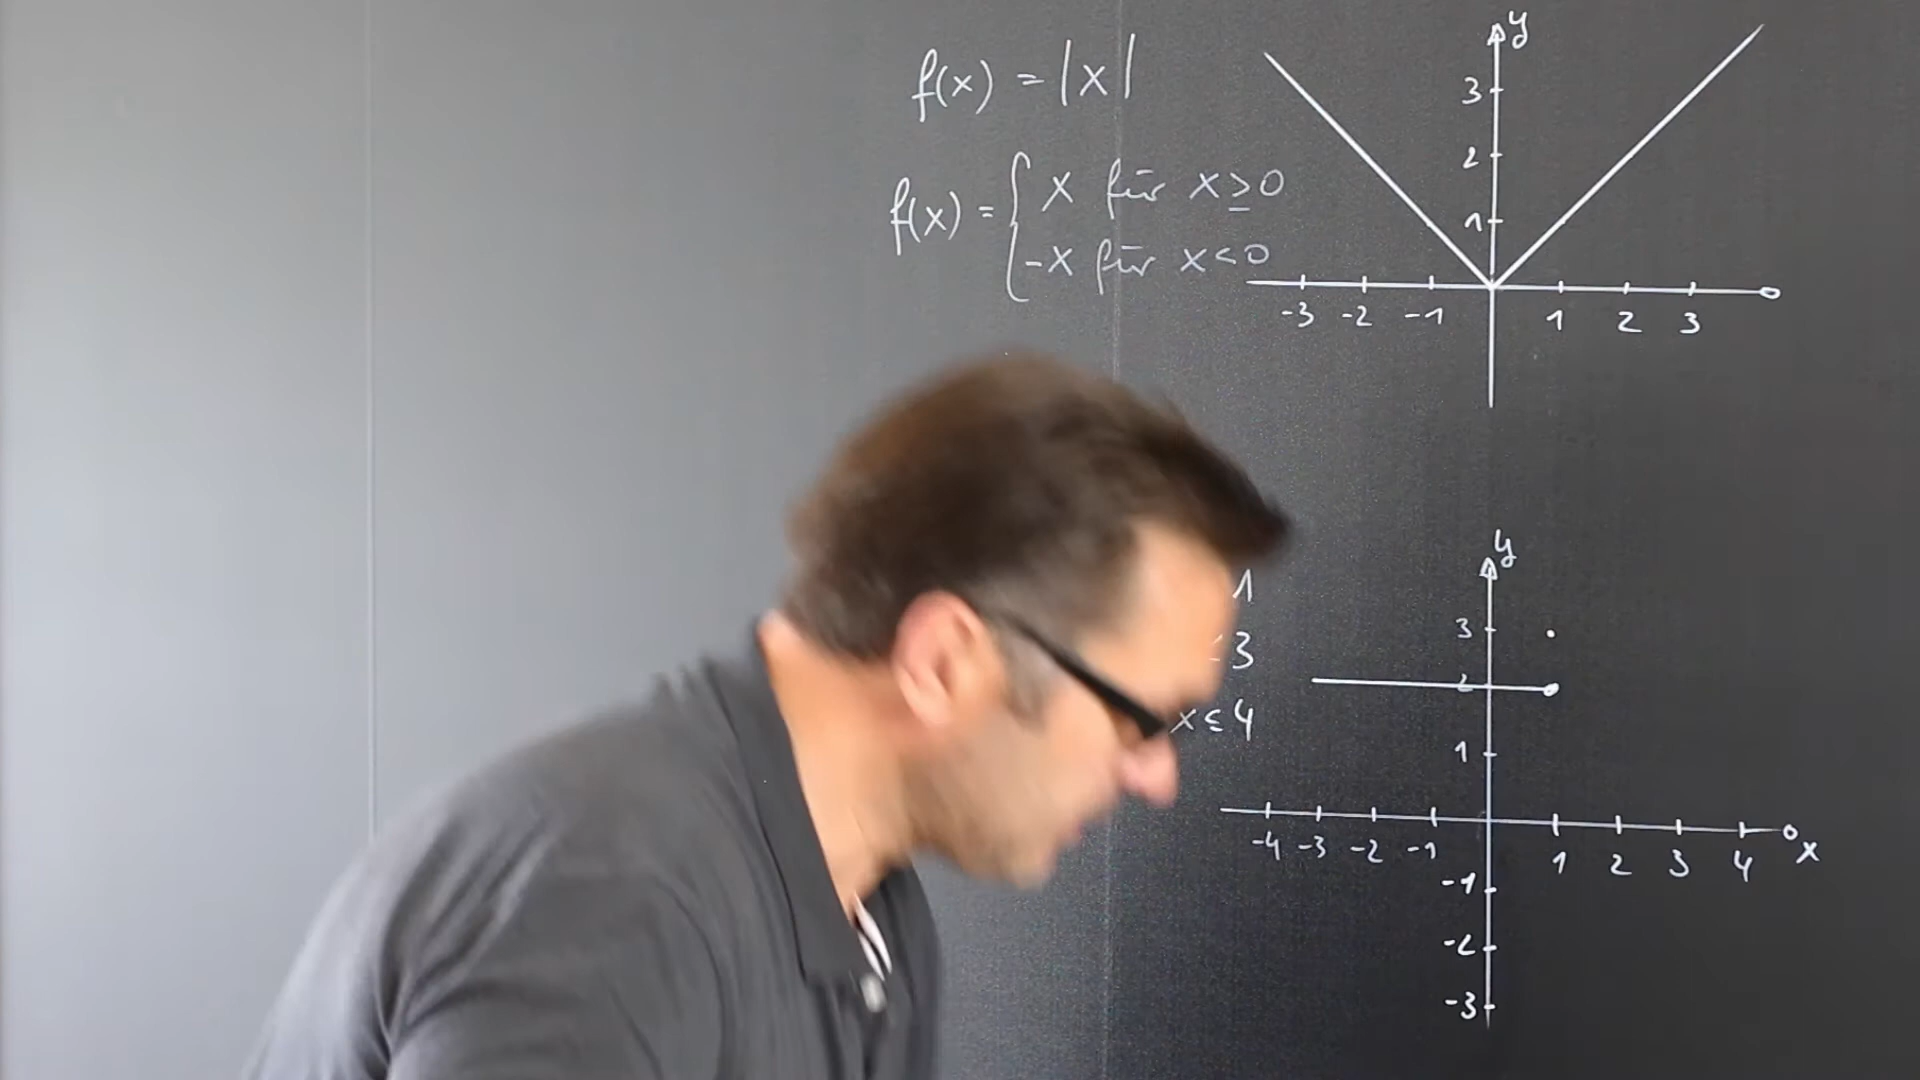 f(x) = |x|
f(x) = { x für x ≥ 0
-x für x < 0
y
3
2
1
-3 -2 -1 1 2 3
1
< 3
x ≤ 4
y
3
2
1
-4 -3 -2 -1 1 2 3 4 x
-1
-2
-3